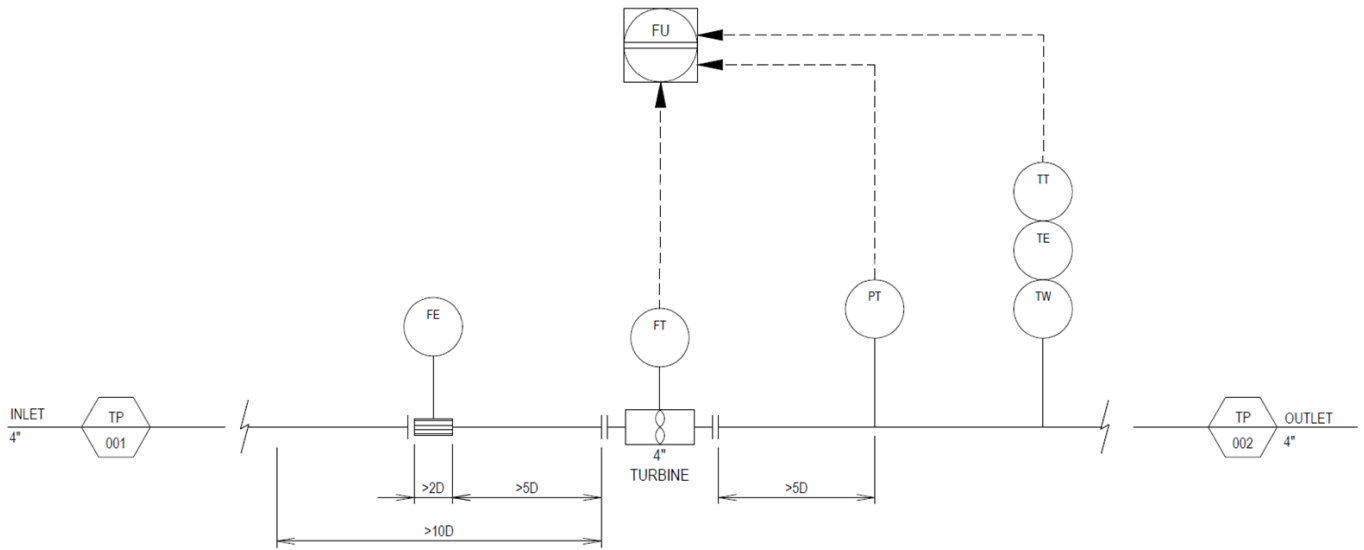 FU
TT
TE
TW
PT
FE
FT
INLET
4"
TP
001
4"
TURBINE
TP
002
OUTLET
4"
>2D
>5D
>5D
>10D